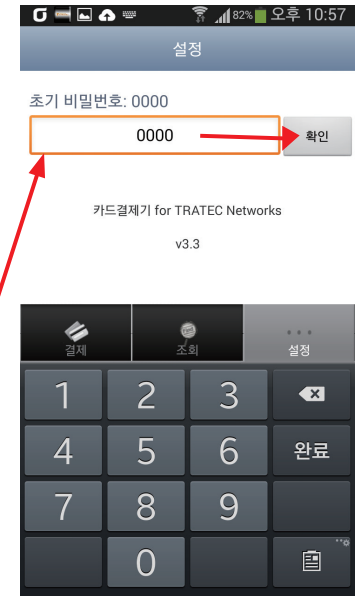 82% 오후 10:57
설정
초기 비밀번호: 0000
0000 확인
카드결제기 for TRATEC Networks
v3.3
결제 조회 설정
1 2 3
4 5 6 완료
7 8 9
0